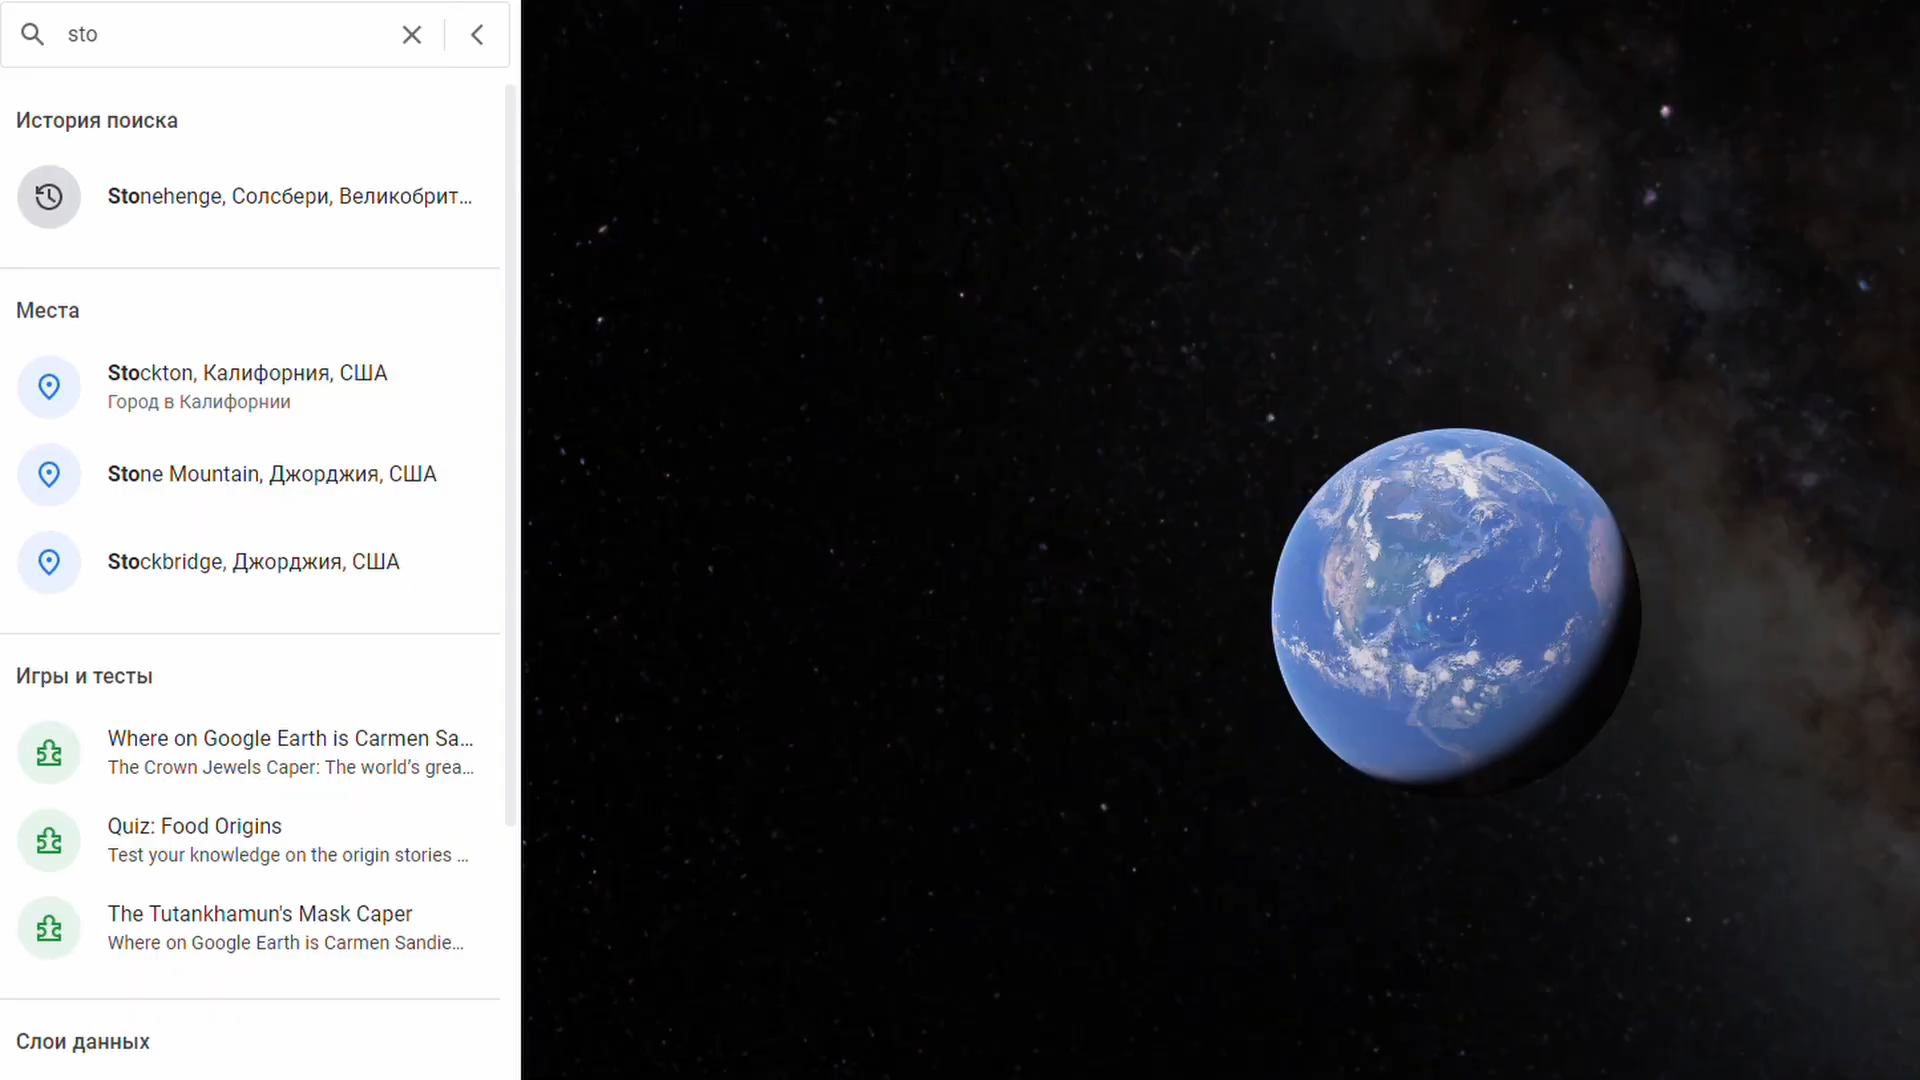 sto
История поиска
Stonehenge, Солсбери, Великобрит...
Места
Stockton, Калифорния, США
Город в Калифорнии
Stone Mountain, Джорджия, США
Stockbridge, Джорджия, США
Игры и тесты
Where on Google Earth is Carmen Sa...
The Crown Jewels Caper: The world’s grea...
Quiz: Food Origins
Test your knowledge on the origin stories ...
The Tutankhamun's Mask Caper
Where on Google Earth is Carmen Sandie...
Слои данных